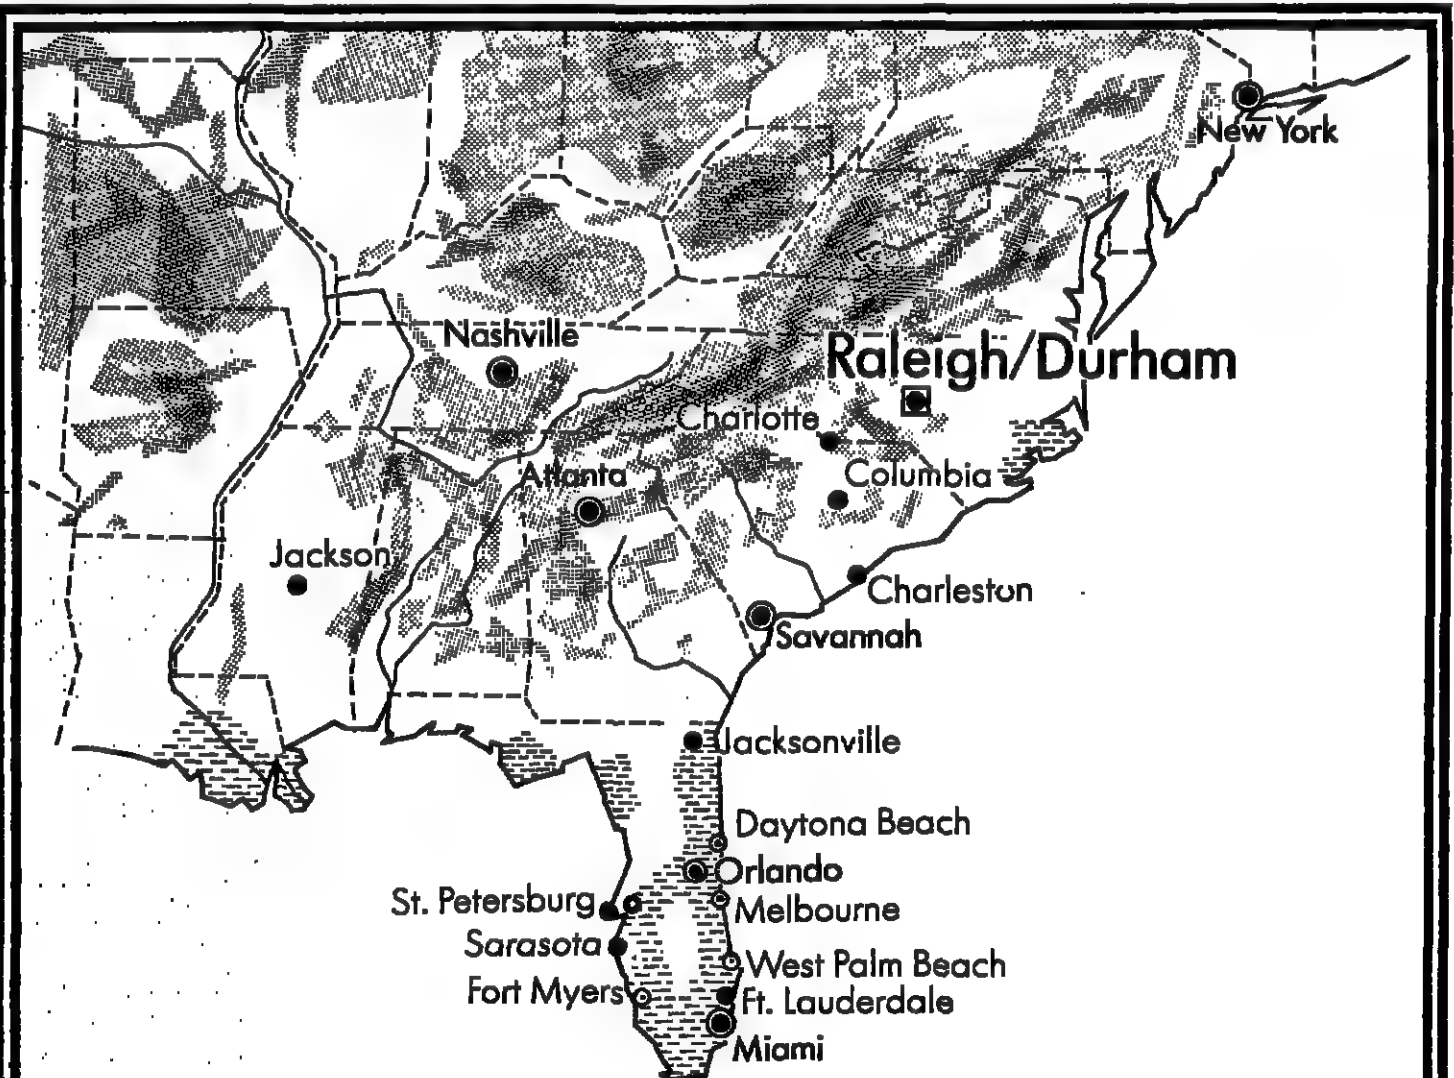 New York
Nashville
Raleigh/Durham
Charlotte
Atlanta
Columbia
Jackson
Charleston
Savannah
Jacksonville
Daytona Beach
Orlando
St. Petersburg
Melbourne
Sarasota
West Palm Beach
Fort Myers
Ft. Lauderdale
Miami